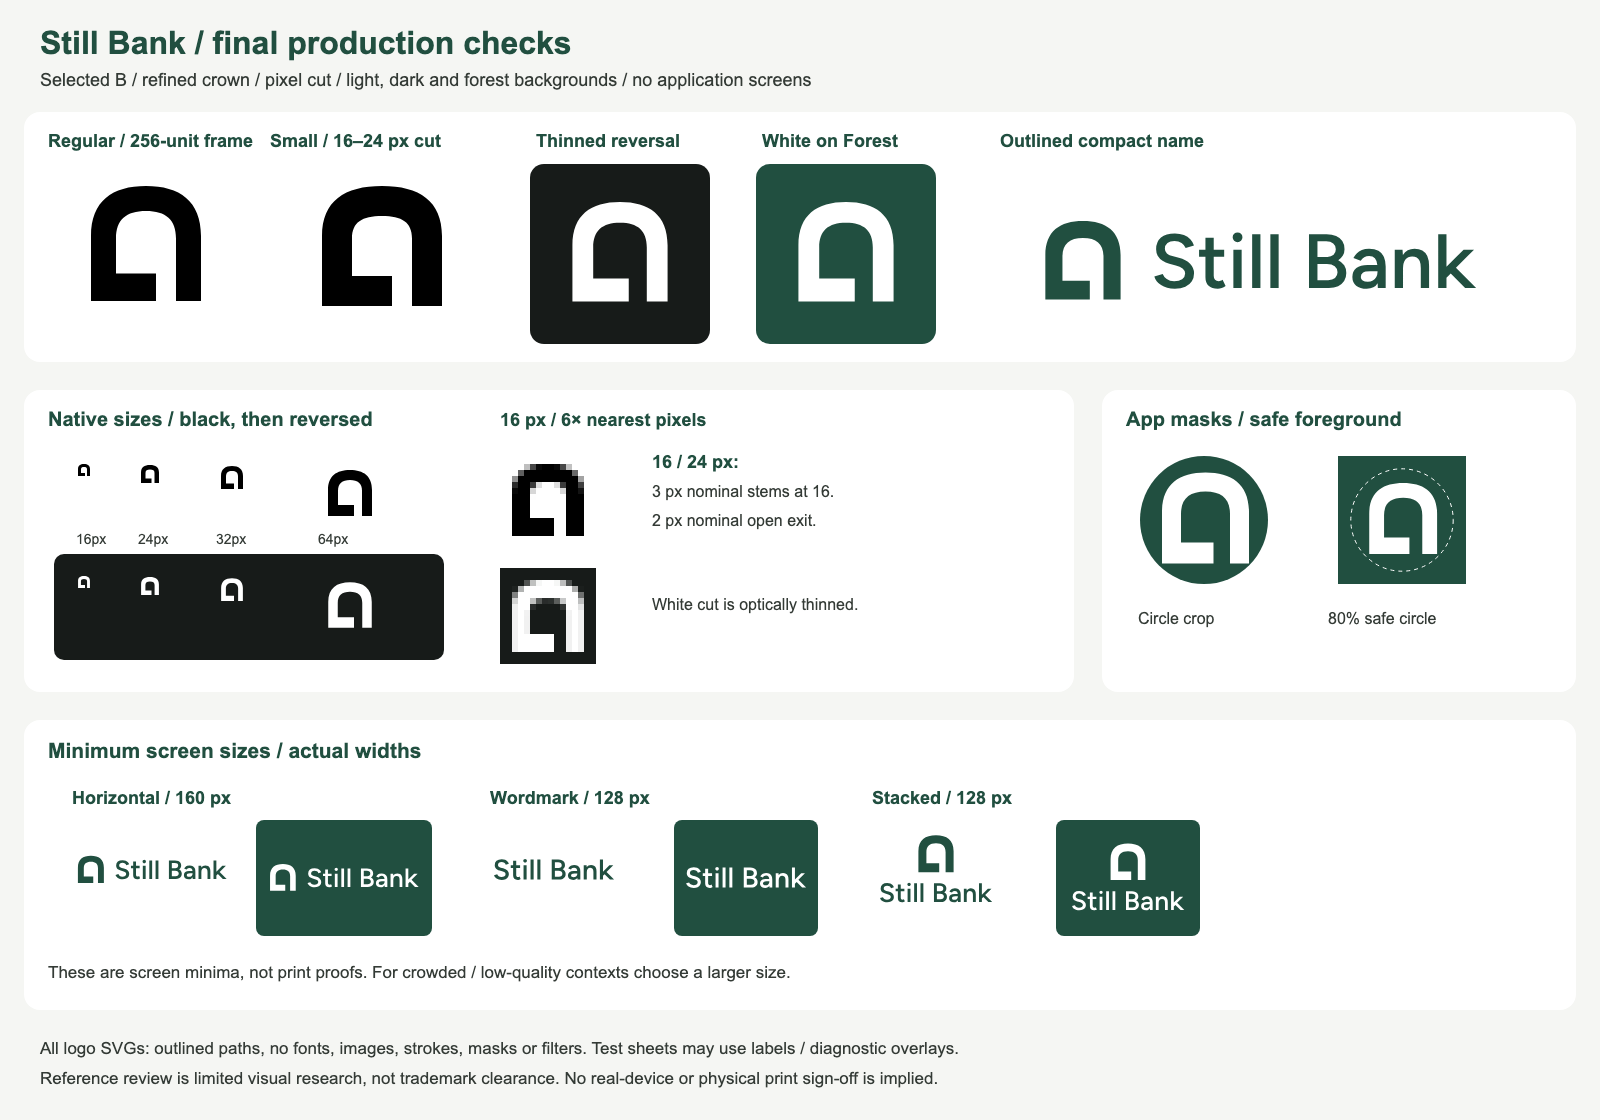 Still Bank / final production checks
Selected B / refined crown / pixel cut / light, dark and forest backgrounds / no application screens
Regular / 256-unit frame
Small / 16–24 px cut
Thinned reversal
White on Forest
Outlined compact name
Still Bank
Native sizes / black, then reversed
16px
24px
32px
64px
16 px / 6× nearest pixels
16 / 24 px:
3 px nominal stems at 16.
2 px nominal open exit.
White cut is optically thinned.
App masks / safe foreground
Circle crop
80% safe circle
Minimum screen sizes / actual widths
Horizontal / 160 px
Still Bank
Still Bank
Wordmark / 128 px
Still Bank
Still Bank
Stacked / 128 px
Still Bank
Still Bank
These are screen minima, not print proofs. For crowded / low-quality contexts choose a larger size.
All logo SVGs: outlined paths, no fonts, images, strokes, masks or filters. Test sheets may use labels / diagnostic overlays.
Reference review is limited visual research, not trademark clearance. No real-device or physical print sign-off is implied.